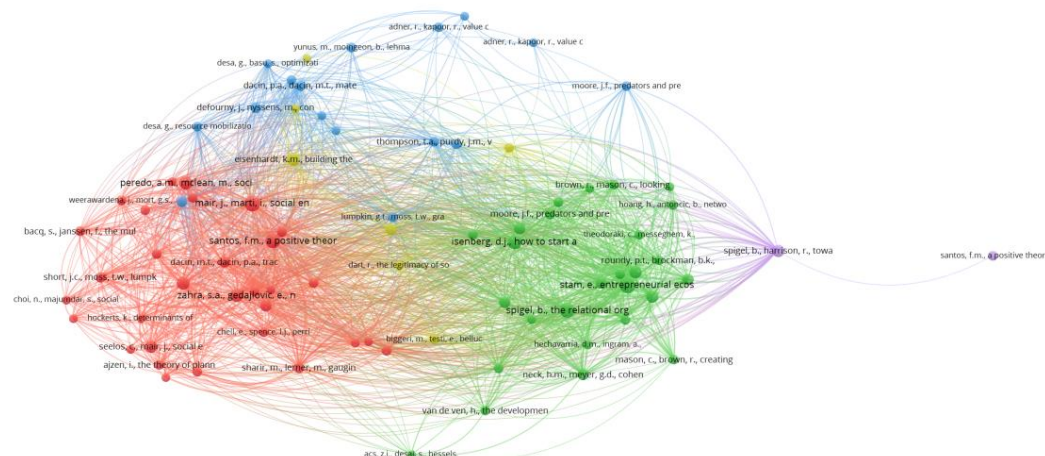 adner, r., kapoor, r., value c
adner, r., kapoor, r., value c
yunus, m., moingeon, b., lehma
desa, g., basu, s., optimizati
dacin, p.a., dacin, m.t., mate
moore, j.f., predators and pre
defourny, j., nyssens, m., con
desa, g., resource mobilizatio
thompson, t.a., purdy, j.m., v
eisenhardt, k.m., building the
peredo, a.m., mclean, m., soci
brown, r., mason, c., looking
weerawardena, j., mort, g.s.,
mair, j., marti, i., social en
hoang, h., antoncic, b., netwo
lumpkin, g.t., moss, t.w., gra
moore, j.f., predators and pre
bacq, s., janssen, f., the mul
santos, f.m., a positive theor
isenberg, d.j., how to start a
theodoraki, c., messeghem, k.,
spigel, b., harrison, r., towa
santos, f.m., a positive theor
dacin, m.t., dacin, p.a., trac
dart, r., the legitimacy of so
roundy, p.t., brockman, b.k.,
short, j.c., moss, t.w., lumpk
stam, e., entrepreneurial ecos
choi, n., majumdar, s., social
zahra, s.a., gedajlovic, e., n
spigel, b., the relational org
hockerts, k., determinants of
chell, e., spence, l.j., perri
biggeri, m., testi, e., belluc
hechavarria, d.m., ingram, a.,
seelos, c., mair, j., social e
mason, c., brown, r., creating
ajzen, i., the theory of plann
sharir, m., lerner, m., gaugin
neck, h.m., meyer, g.d., cohen
van de ven, h., the developmen
acs, z.j., desai, s., hessels,